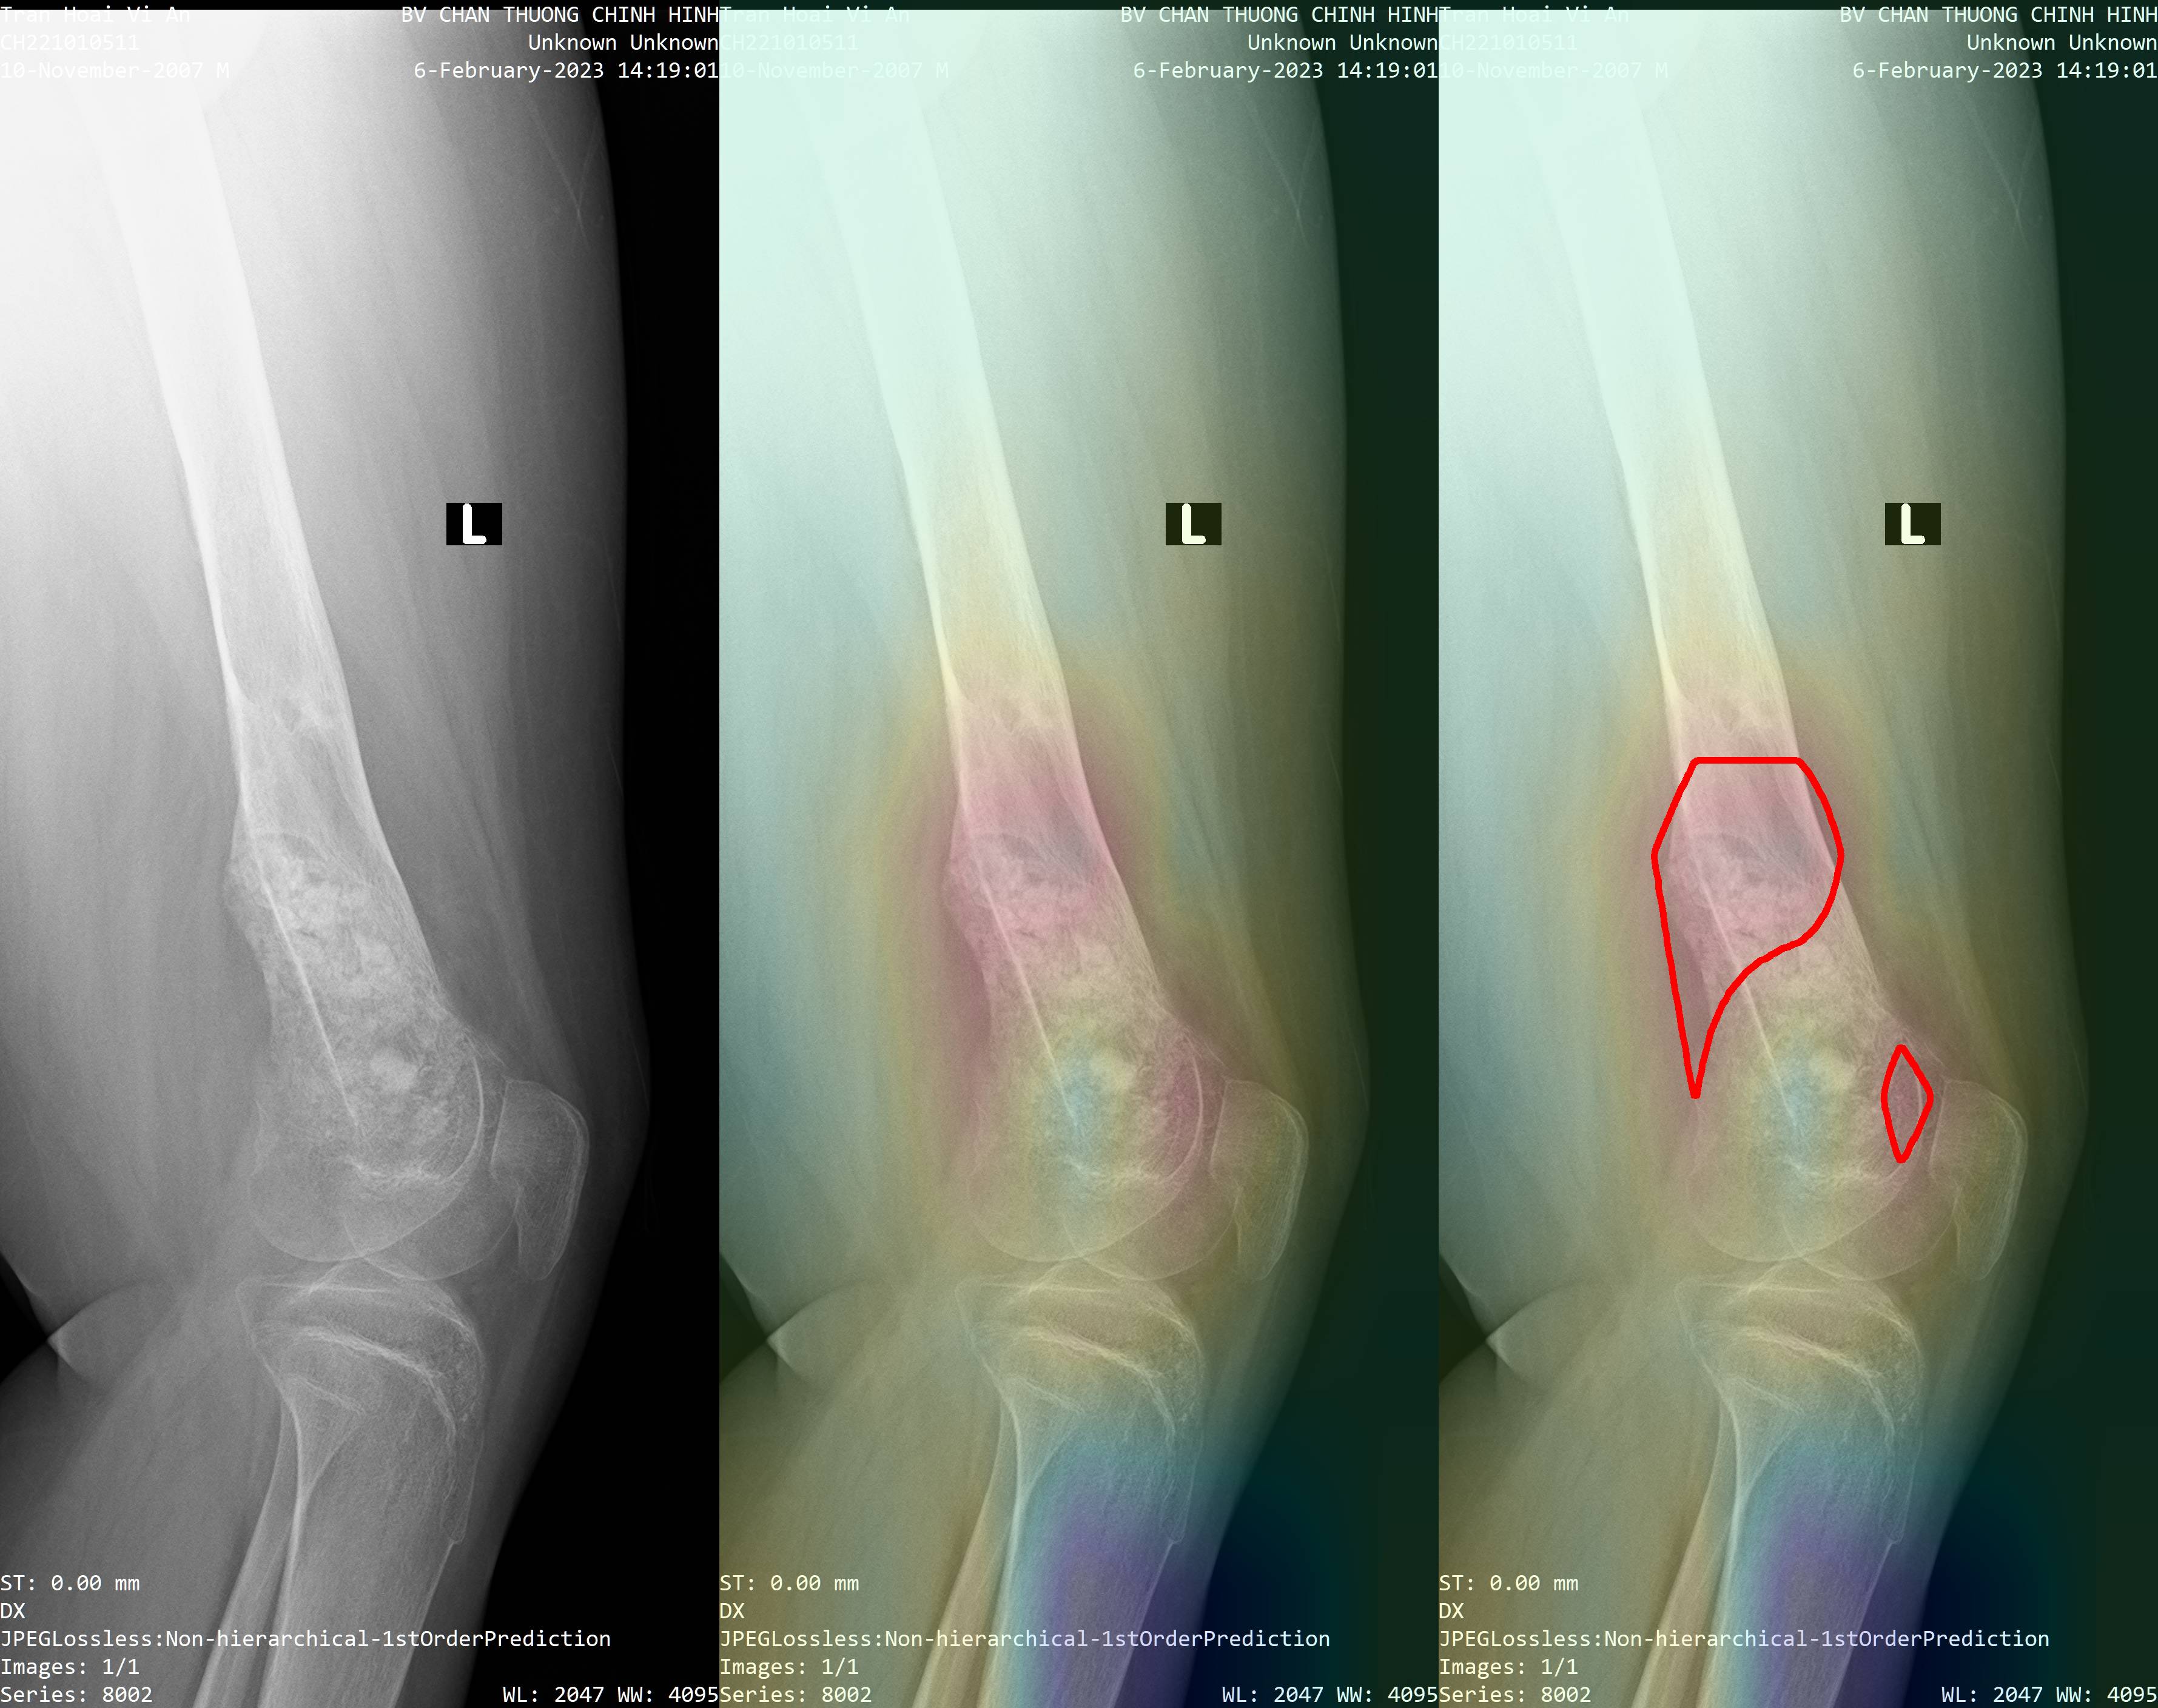 Tran Hoai Vi An
BV CHAN THUONG CHINH HINH
CH221010511
Unknown Unknown
10-November-2007 M
6-February-2023 14:19:01
L
ST: 0.00 mm
DX
JPEGLossless:Non-hierarchical-1stOrderPrediction
Images: 1/1
Series: 8002
WL: 2047 WW: 4095
Tran Hoai Vi An
BV CHAN THUONG CHINH HINH
CH221010511
Unknown Unknown
10-November-2007 M
6-February-2023 14:19:01
L
ST: 0.00 mm
DX
JPEGLossless:Non-hierarchical-1stOrderPrediction
Images: 1/1
Series: 8002
WL: 2047 WW: 4095
Tran Hoai Vi An
BV CHAN THUONG CHINH HINH
CH221010511
Unknown Unknown
10-November-2007 M
6-February-2023 14:19:01
L
ST: 0.00 mm
DX
JPEGLossless:Non-hierarchical-1stOrderPrediction
Images: 1/1
Series: 8002
WL: 2047 WW: 4095